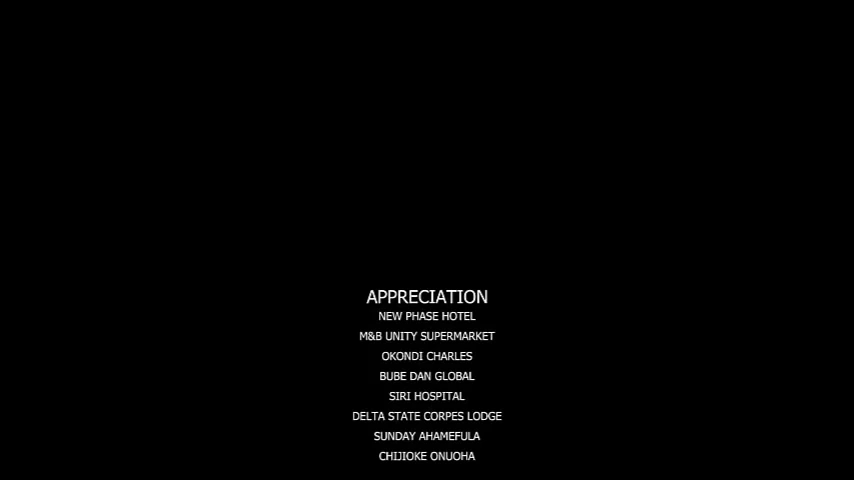 APPRECIATION
NEW PHASE HOTEL
M&B UNITY SUPERMARKET
OKONDI CHARLES
BUBE DAN GLOBAL
SIRI HOSPITAL
DELTA STATE CORPES LODGE
SUNDAY AHAMEFULA
CHIJIOKE ONUOHA